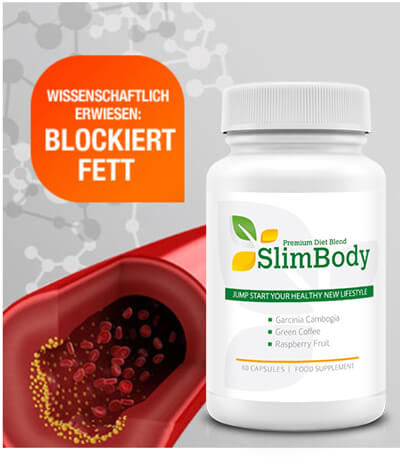 WISSENSCHAFTLICH
ERWIESEN:
BLOCKIERT
FETT
Premium Diet Blend
SlimBody
JUMP START YOUR HEALTHY NEW LIFESTYLE
Garcinia Cambogia
Green Coffee
Raspberry Fruit
60 CAPSULES | FOOD SUPPLEMENT